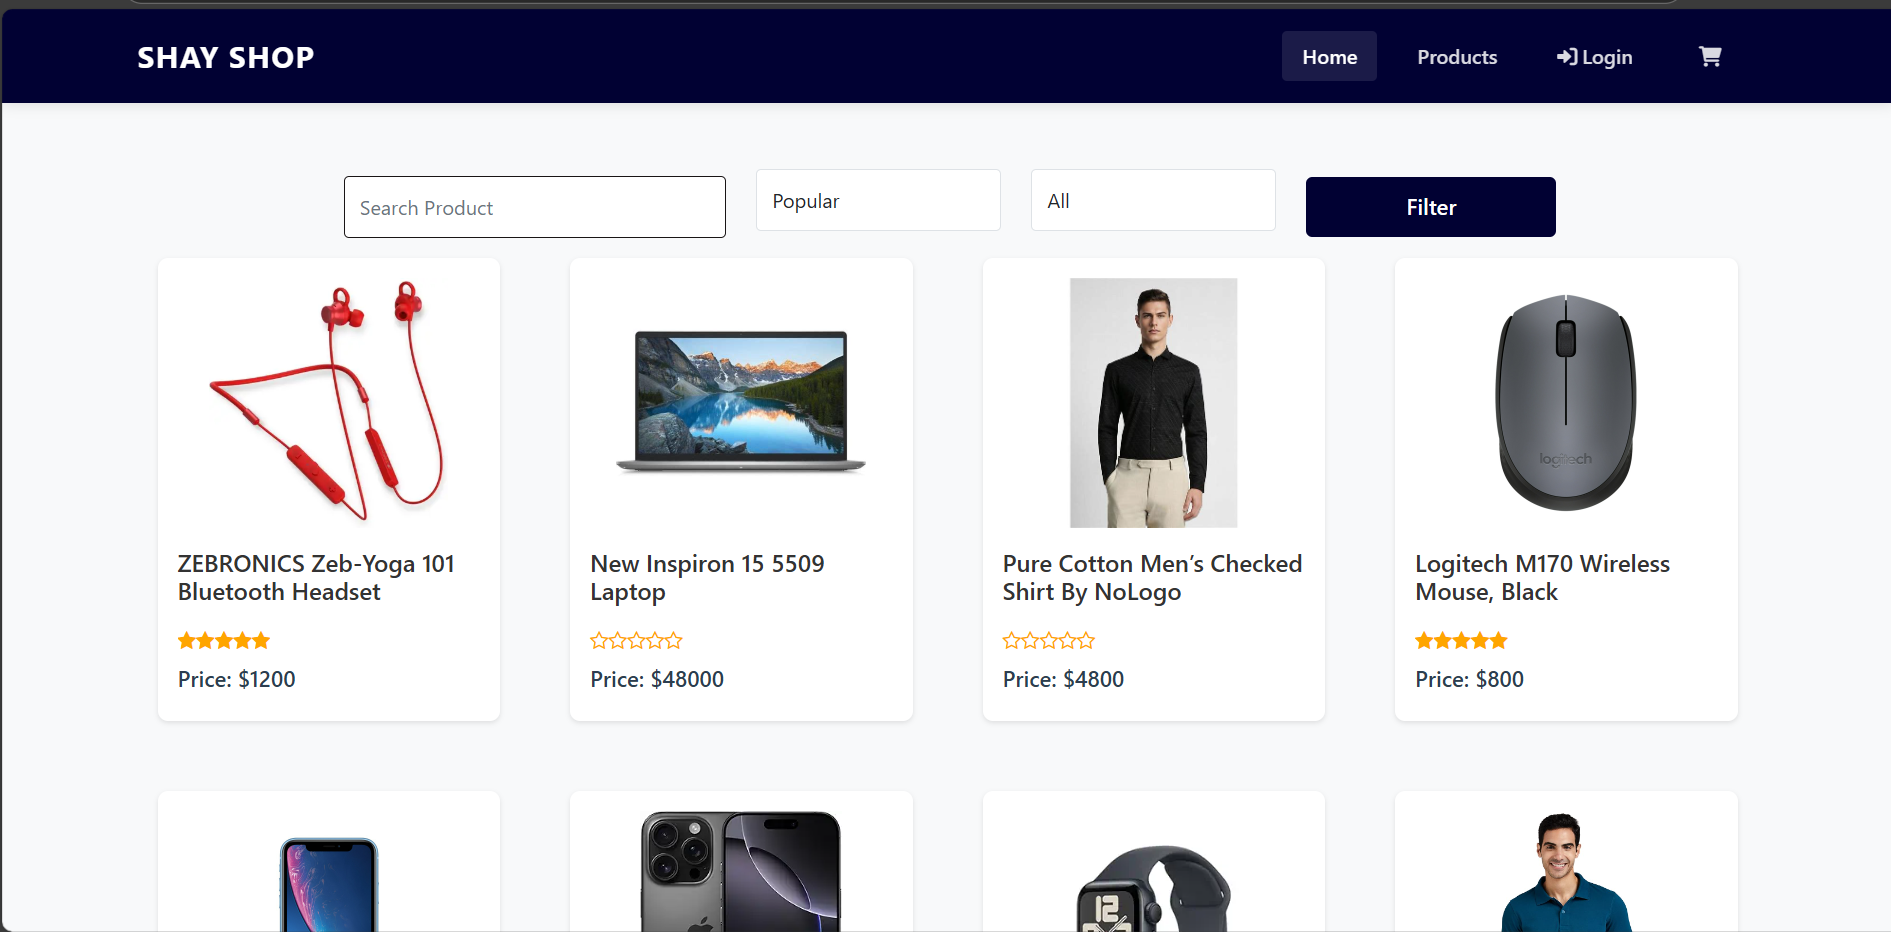 SHAY SHOP
Home
Products
Login
Search Product
Popular
All
Filter
logitech
ZEBRONICS Zeb-Yoga 101
Bluetooth Headset
New Inspiron 15 5509
Laptop
Pure Cotton Men’s Checked
Shirt By NoLogo
Logitech M170 Wireless
Mouse, Black
Price: $1200
Price: $48000
Price: $4800
Price: $800
12